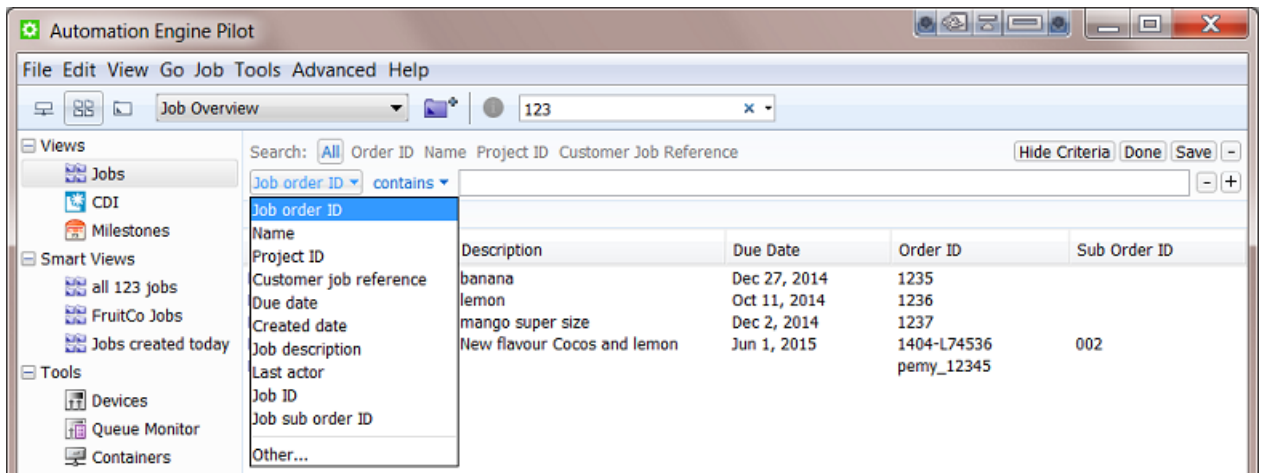 Automation Engine Pilot
File Edit View Go Job Tools Advanced Help
Job Overview 123
Views
Jobs
CDI
Milestones
Smart Views
all 123 jobs
FruitCo Jobs
Jobs created today
Tools
Devices
Queue Monitor
Containers
Search: All Order ID Name Project ID Customer Job Reference Hide Criteria Done Save -
Job order ID contains - +
Job order ID
Name
Project ID
Customer job reference
Due date
Created date
Job description
Last actor
Job ID
Job sub order ID
Other...
Description Due Date Order ID Sub Order ID
banana Dec 27, 2014 1235
lemon Oct 11, 2014 1236
mango super size Dec 2, 2014 1237
New flavour Cocos and lemon Jun 1, 2015 1404-L74536 002
pemy_12345